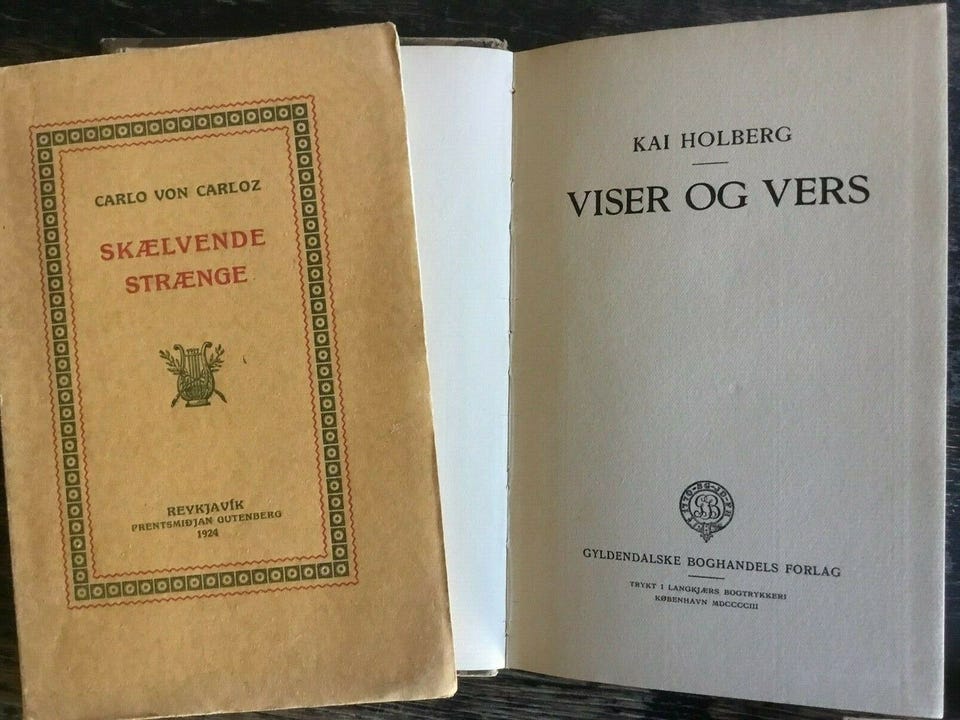 CARLO VON CARLOZ
SKÆLVENDE
STRÆNGE
REYKJAVÍK
PRENTSMIÐJAN GUTENBERG
1924
KAI HOLBERG
VISER OG VERS
GYLDENDALSKE BOGHANDELS FORLAG
TRYKT I LANGKJÆRS BOGTRYKKERI
KØBENHAVN MDCCCCIII